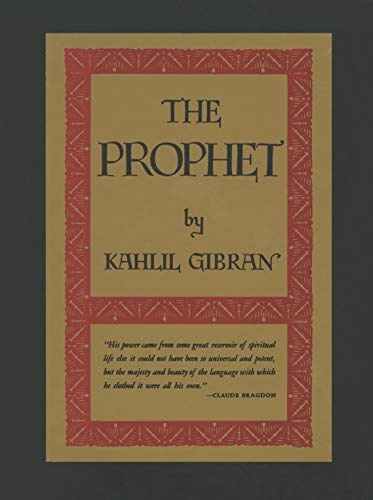 THE
PROPHET
by
KAHLIL GIBRAN
"His power came from some great reservoir of spiritual
life else it could not have been so universal and potent,
but the majesty and beauty of the language with which
he clothed it were all his own."
—CLAUDE BRAGDON